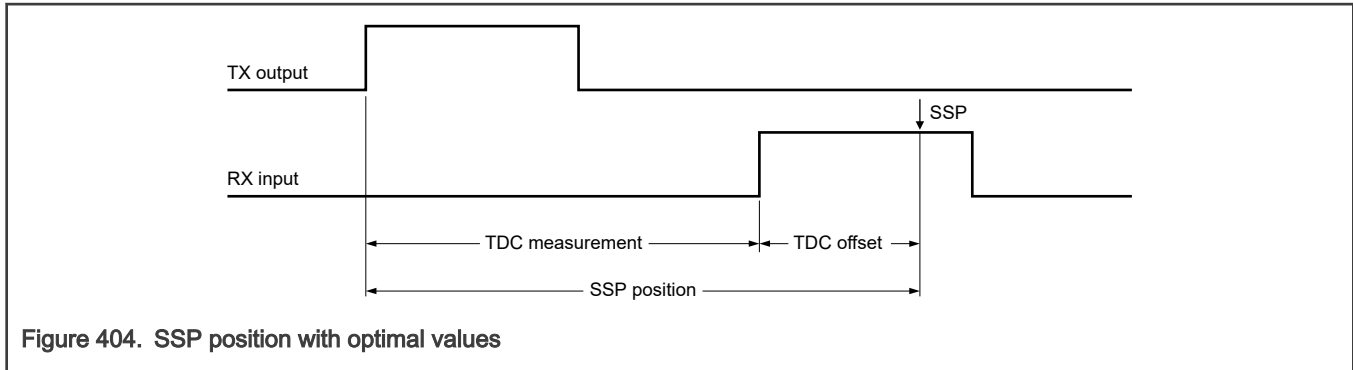 TX output
SSP
RX input
TDC measurement
TDC offset
SSP position
Figure 404. SSP position with optimal values